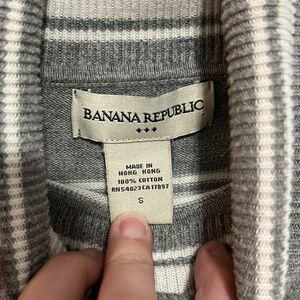 BANANA REPUBLIC
MADE IN
HONG KONG
100% COTTON
RN54023CA17897
S